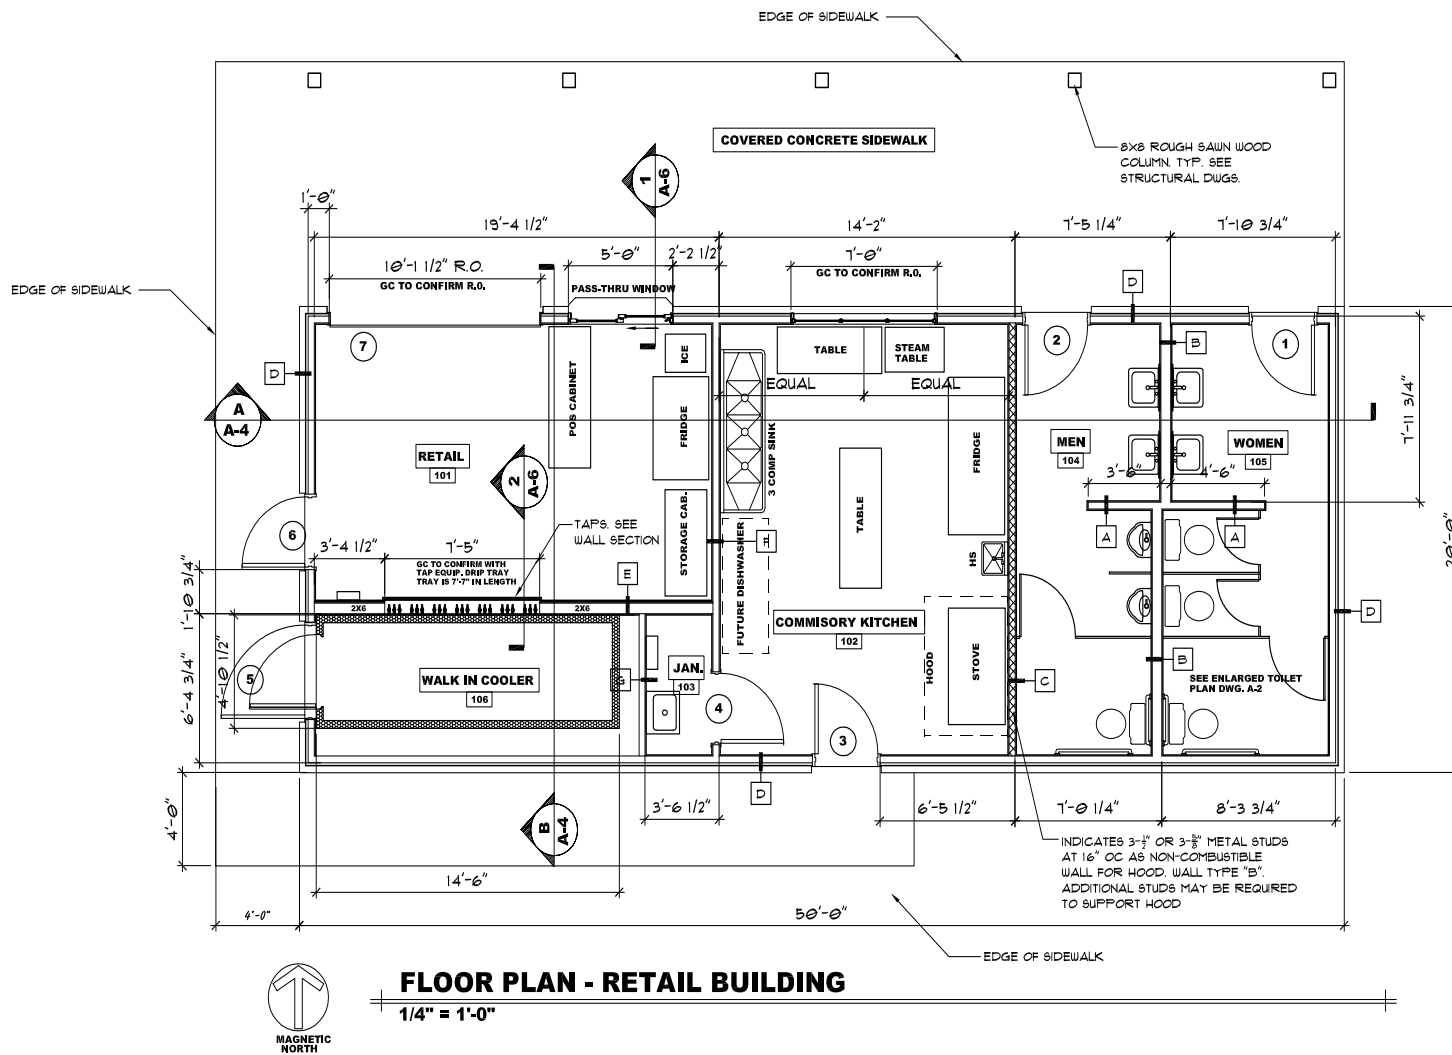 EDGE OF SIDEWALK
COVERED CONCRETE SIDEWALK
8X8 ROUGH SAWN WOOD
COLUMN. TYP. SEE
STRUCTURAL DWGS.
1
A-6
1'-0"
19'-4 1/2"
14'-2"
7'-5 1/4"
7'-10 3/4"
10'-1 1/2" R.O.
GC TO CONFIRM R.O.
5'-0"
2'-2 1/2"
7'-0"
GC TO CONFIRM R.O.
EDGE OF SIDEWALK
PASS-THRU WINDOW
D
7
ICE
TABLE
STEAM
TABLE
2
B
1
D
EQUAL
EQUAL
A
A-4
POS CABINET
FRIDGE
3 COMP SINK
FRIDGE
7'-11 3/4"
RETAIL
101
MEN
104
WOMEN
105
2
A-6
3'-6"
4'-6"
TABLE
TAPS. SEE
WALL SECTION
STORAGE CAB.
FUTURE DISHWASHER
F
HS
A
A
6
3'-4 1/2"
7'-5"
GC TO CONFIRM WITH
TAP EQUIP. DRIP TRAY
TRAY IS 7'-7" IN LENGTH
E
20'-0"
1'-10 3/4"
2X6
2X6
D
COMMISORY KITCHEN
102
6'-4 3/4"
4'-10 1/2"
5
WALK IN COOLER
106
G
JAN.
103
HOOD
STOVE
C
B
SEE ENLARGED TOILET
PLAN DWG. A-2
4
3
D
4'-0"
B
A-4
3'-6 1/2"
6'-5 1/2"
7'-0 1/4"
8'-3 3/4"
INDICATES 3-1/2" OR 3-5/8" METAL STUDS
AT 16" OC AS NON-COMBUSTIBLE
WALL FOR HOOD. WALL TYPE "B".
ADDITIONAL STUDS MAY BE REQUIRED
TO SUPPORT HOOD
14'-6"
4'-0"
50'-0"
EDGE OF SIDEWALK
FLOOR PLAN - RETAIL BUILDING
1/4" = 1'-0"
MAGNETIC
NORTH